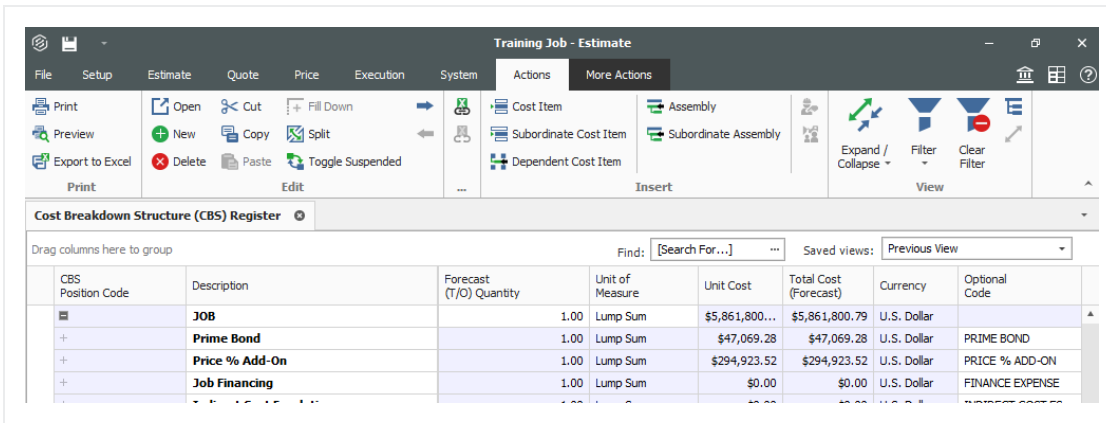 Training Job - Estimate
File Setup Estimate Quote Price Execution System Actions More Actions
Print Open Cut Fill Down Cost Item Assembly
Preview New Copy Split Subordinate Cost Item Subordinate Assembly
Export to Excel Delete Paste Toggle Suspended Dependent Cost Item
Expand / Collapse Filter Clear Filter
Print Edit ... Insert View
Cost Breakdown Structure (CBS) Register
Drag columns here to group Find: [Search For...] ... Saved views: Previous View
CBS Position Code Description Forecast (T/O) Quantity Unit of Measure Unit Cost Total Cost (Forecast) Currency Optional Code
JOB 1.00 Lump Sum $5,861,800... $5,861,800.79 U.S. Dollar
Prime Bond 1.00 Lump Sum $47,069.28 $47,069.28 U.S. Dollar PRIME BOND
Price % Add-On 1.00 Lump Sum $294,923.52 $294,923.52 U.S. Dollar PRICE % ADD-ON
Job Financing 1.00 Lump Sum $0.00 $0.00 U.S. Dollar FINANCE EXPENSE